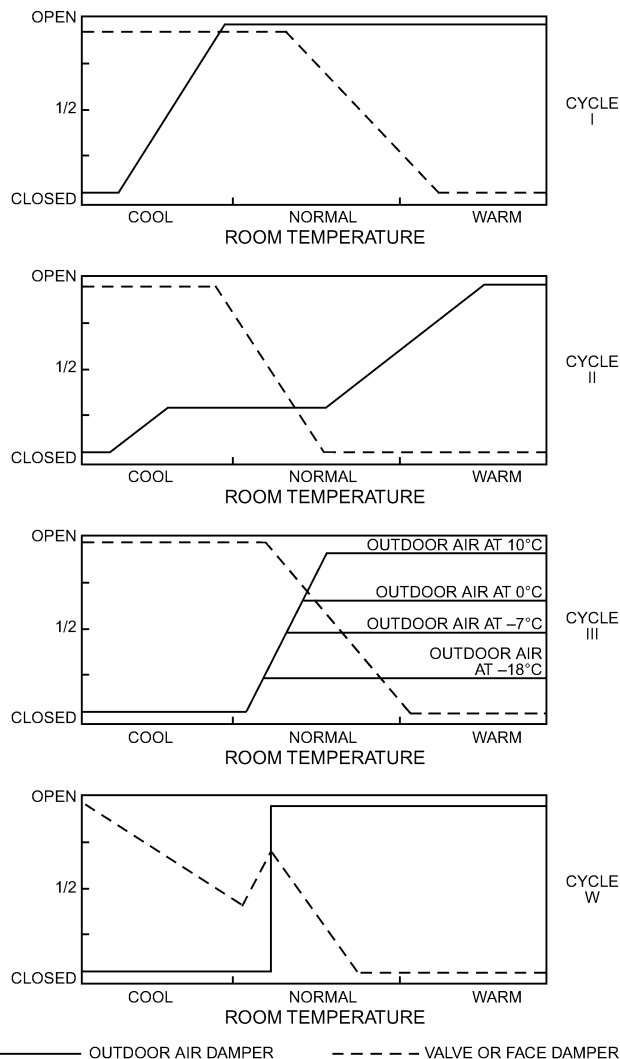 OPEN
1/2
CLOSED
COOL NORMAL WARM
ROOM TEMPERATURE
CYCLE
I
OPEN
1/2
CLOSED
COOL NORMAL WARM
ROOM TEMPERATURE
CYCLE
II
OPEN
1/2
CLOSED
OUTDOOR AIR AT 10°C
OUTDOOR AIR AT 0°C
OUTDOOR AIR AT –7°C
OUTDOOR AIR
AT –18°C
COOL NORMAL WARM
ROOM TEMPERATURE
CYCLE
III
OPEN
1/2
CLOSED
COOL NORMAL WARM
ROOM TEMPERATURE
CYCLE
W
OUTDOOR AIR DAMPER VALVE OR FACE DAMPER